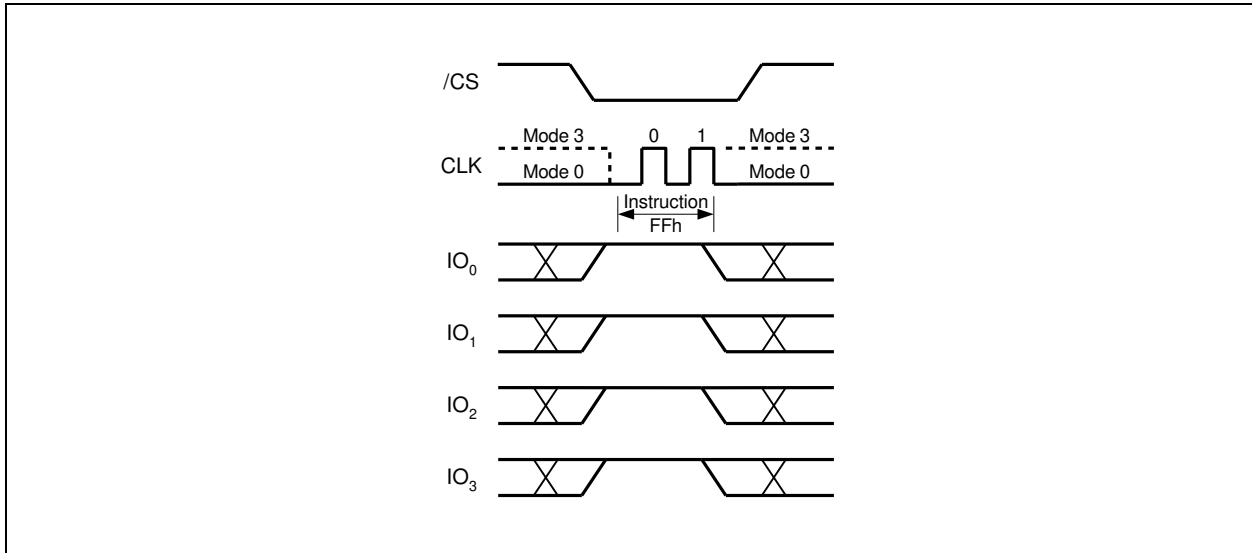 /CS
Mode 3 0 1 Mode 3
CLK Mode 0 Mode 0
Instruction
FFh
IO0
IO1
IO2
IO3